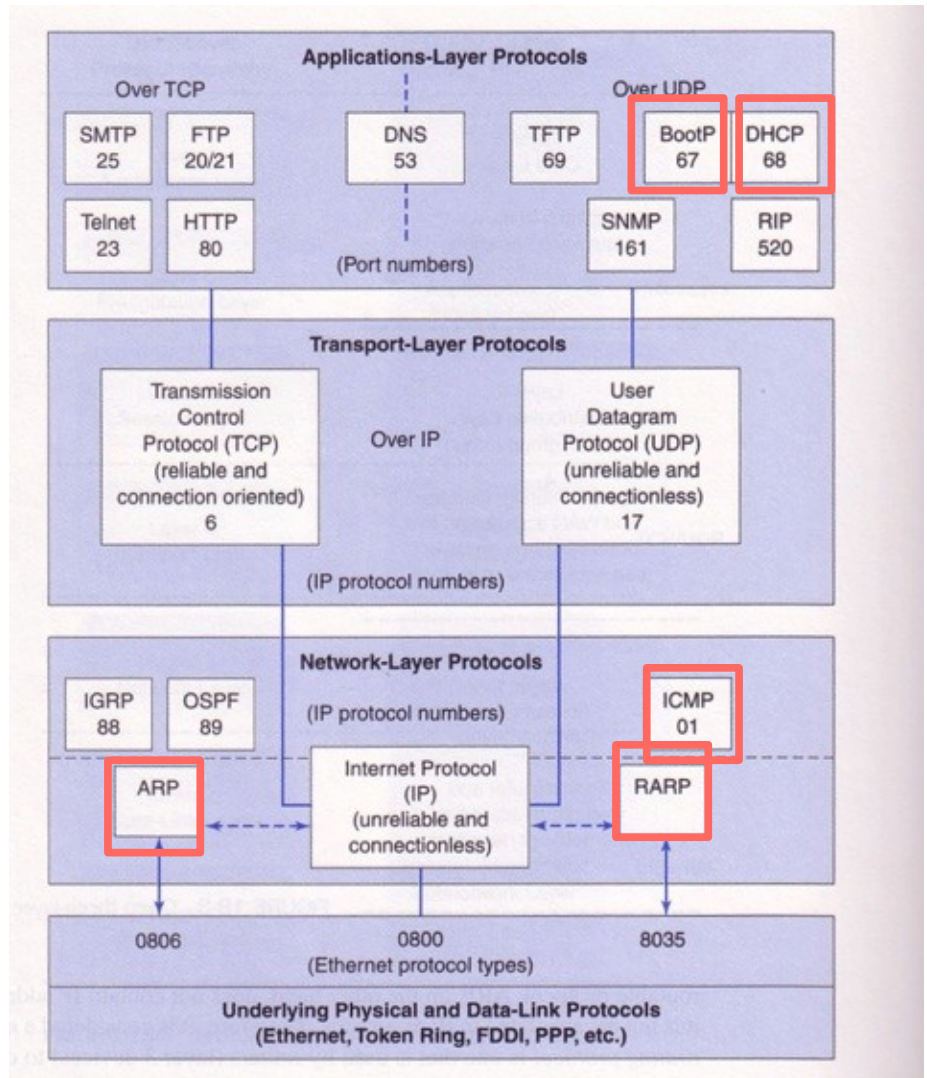 Applications-Layer Protocols
Over TCP
Over UDP
SMTP
25
FTP
20/21
DNS
53
TFTP
69
BootP
67
DHCP
68
Telnet
23
HTTP
80
SNMP
161
RIP
520
(Port numbers)
Transport-Layer Protocols
Transmission
Control
Protocol (TCP)
(reliable and
connection oriented)
6
Over IP
User
Datagram
Protocol (UDP)
(unreliable and
connectionless)
17
(IP protocol numbers)
Network-Layer Protocols
IGRP
88
OSPF
89
(IP protocol numbers)
ICMP
01
ARP
Internet Protocol
(IP)
(unreliable and
connectionless)
RARP
0806
0800
8035
(Ethernet protocol types)
Underlying Physical and Data-Link Protocols
(Ethernet, Token Ring, FDDI, PPP, etc.)